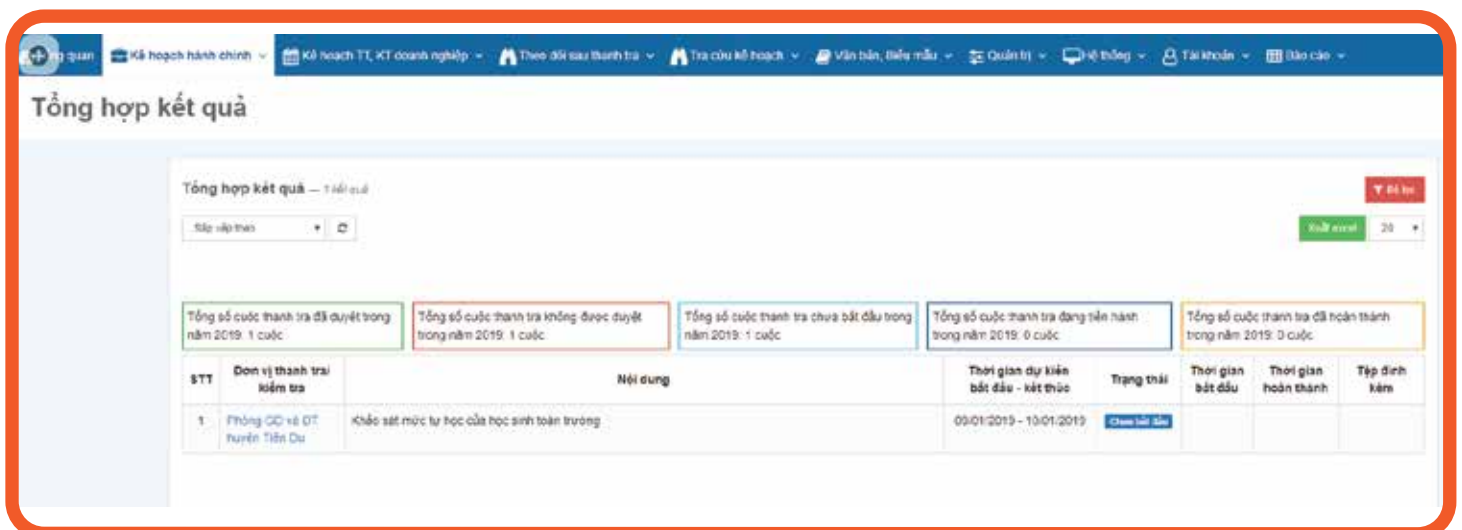 ng quan Kế hoạch hành chính Kế hoạch TT, KT doanh nghiệp Theo dõi sau thanh tra Tra cứu kế hoạch Văn bản, Biểu mẫu Quản trị Hệ thống Tài khoản Báo cáo
Tổng hợp kết quả
Tổng hợp kết quả — 1 kết quả
Bộ lọc
Sắp xếp theo
Xuất excel 20
Tổng số cuộc thanh tra đã duyệt trong
năm 2019: 1 cuộc
Tổng số cuộc thanh tra không được duyệt
trong năm 2019: 1 cuộc
Tổng số cuộc thanh tra chưa bắt đầu trong
năm 2019: 1 cuộc
Tổng số cuộc thanh tra đang tiến hành
trong năm 2019: 0 cuộc
Tổng số cuộc thanh tra đã hoàn thành
trong năm 2019: 0 cuộc
STT
Đơn vị thanh tra/
kiểm tra
Nội dung
Thời gian dự kiến
bắt đầu - kết thúc
Trạng thái
Thời gian
bắt đầu
Thời gian
hoàn thành
Tệp đính
kèm
1
Phòng GD và ĐT
huyện Tiên Du
Khảo sát mức tự học của học sinh toàn trường
- 10/01/2019
Chưa bắt đầu